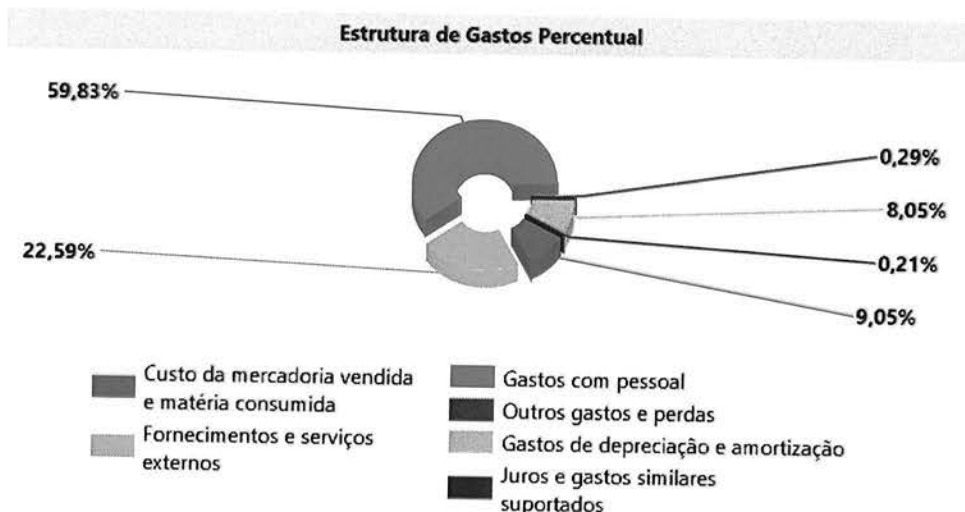 Estrutura de Gastos Percentual
59,83%
0,29%
8,05%
22,59%
0,21%
9,05%
Custo da mercadoria vendida
e matéria consumida
Fornecimentos e serviços
externos
Gastos com pessoal
Outros gastos e perdas
Gastos de depreciação e amortização
Juros e gastos similares
suportados